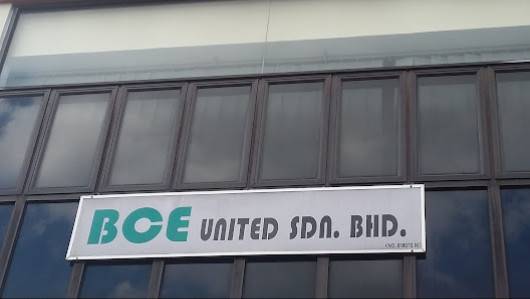 BCE UNITED SDN. BHD.